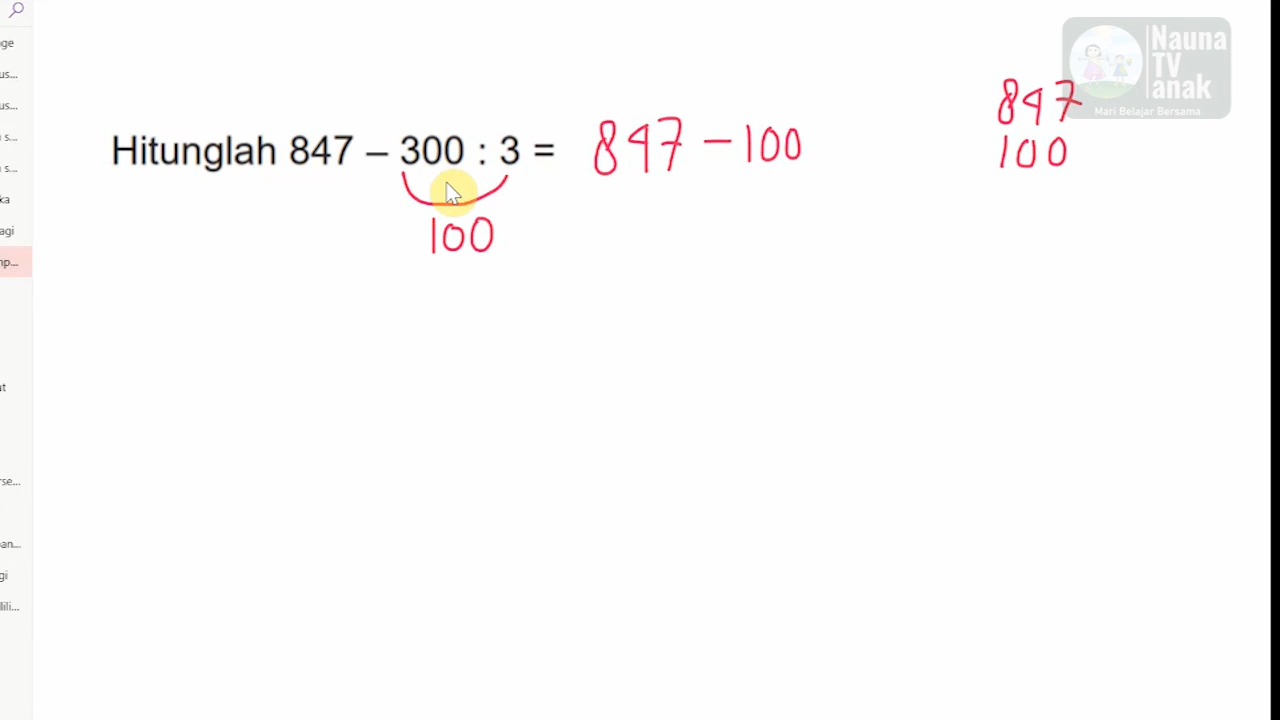 Nauna
TV
anak
Mari Belajar Bersama
Hitunglah 847 – 300 : 3 = 847 – 100
100
847
100